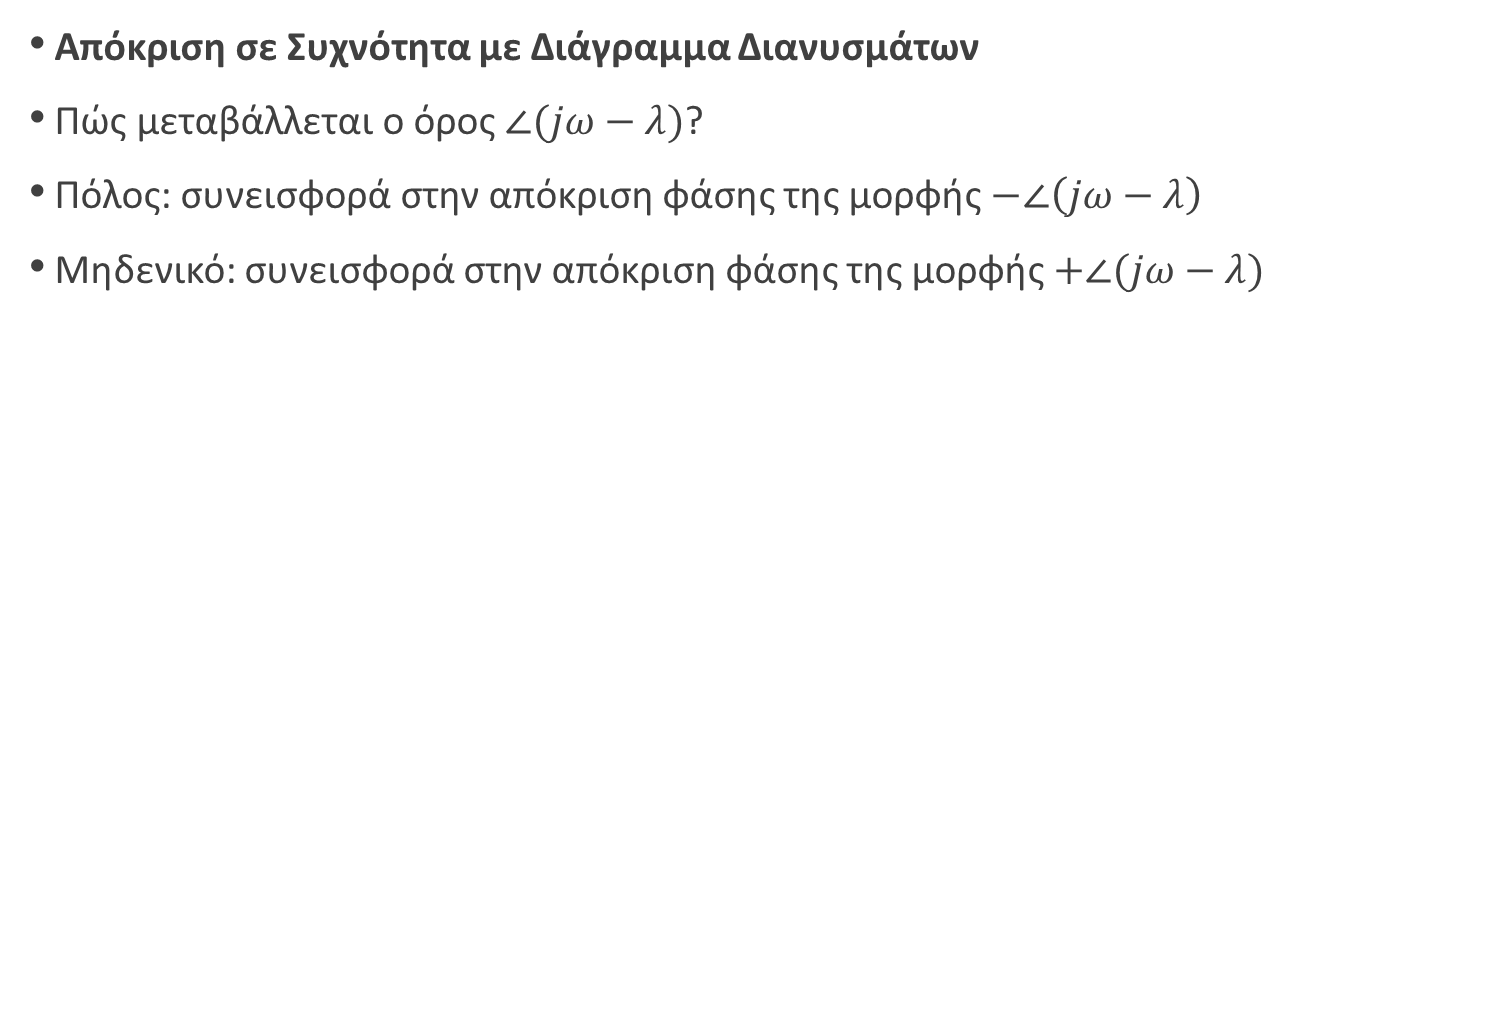 • Απόκριση σε Συχνότητα με Διάγραμμα Διανυσμάτων
• Πώς μεταβάλλεται ο όρος ∠(𝑗𝜔 − 𝜆)?
• Πόλος: συνεισφορά στην απόκριση φάσης της μορφής −∠(𝑗𝜔 − 𝜆)
• Μηδενικό: συνεισφορά στην απόκριση φάσης της μορφής +∠(𝑗𝜔 − 𝜆)